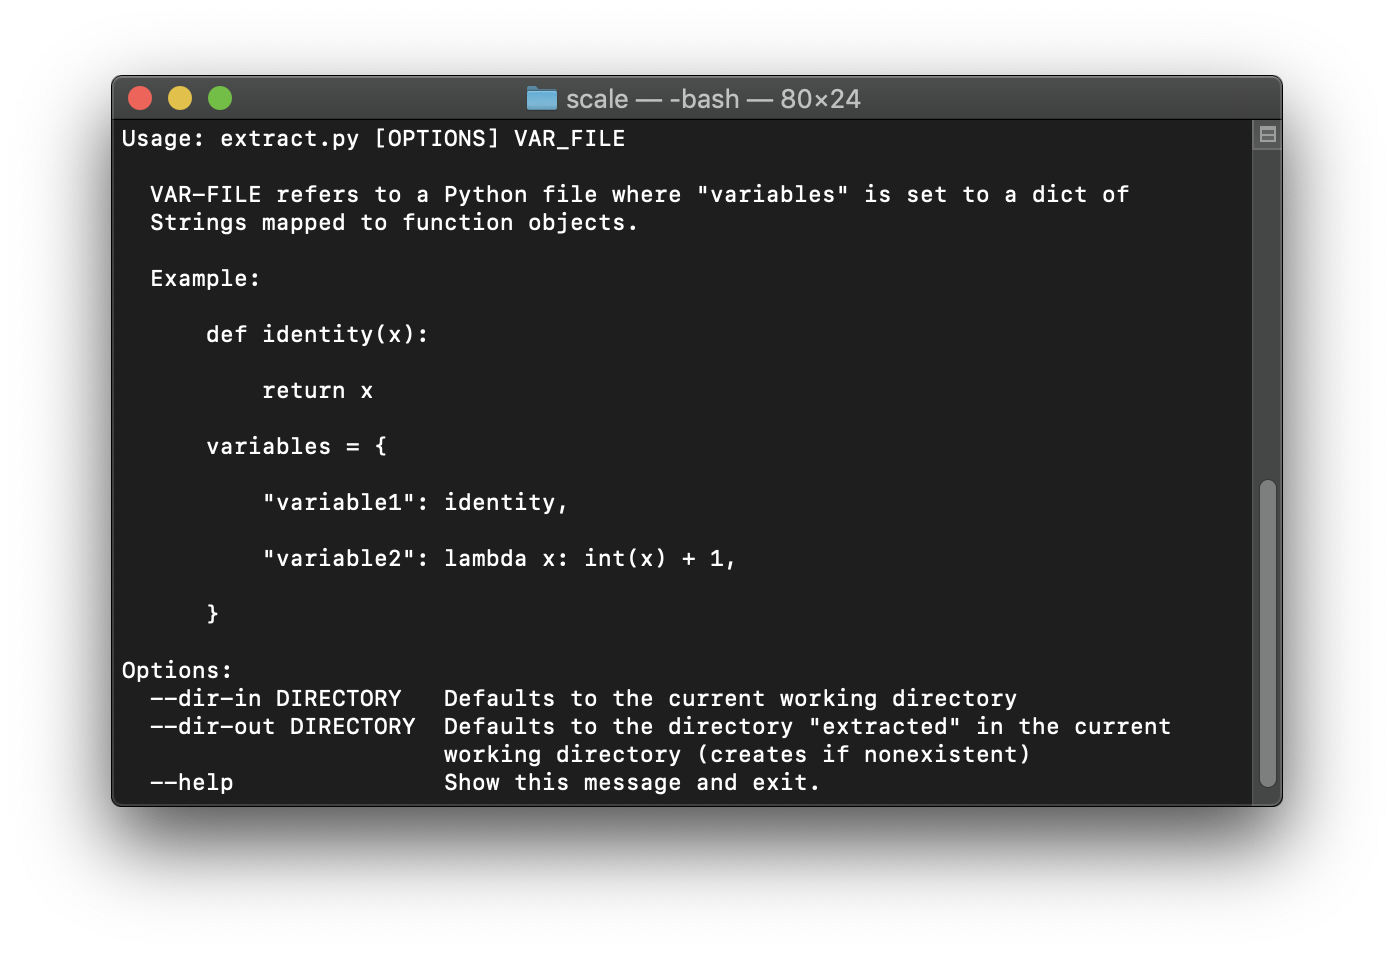 scale — -bash — 80×24
Usage: extract.py [OPTIONS] VAR_FILE
VAR-FILE refers to a Python file where "variables" is set to a dict of
Strings mapped to function objects.
Example:
def identity(x):
return x
variables = {
"variable1": identity,
"variable2": lambda x: int(x) + 1,
}
Options:
--dir-in DIRECTORY   Defaults to the current working directory
--dir-out DIRECTORY  Defaults to the directory "extracted" in the current
working directory (creates if nonexistent)
--help               Show this message and exit.